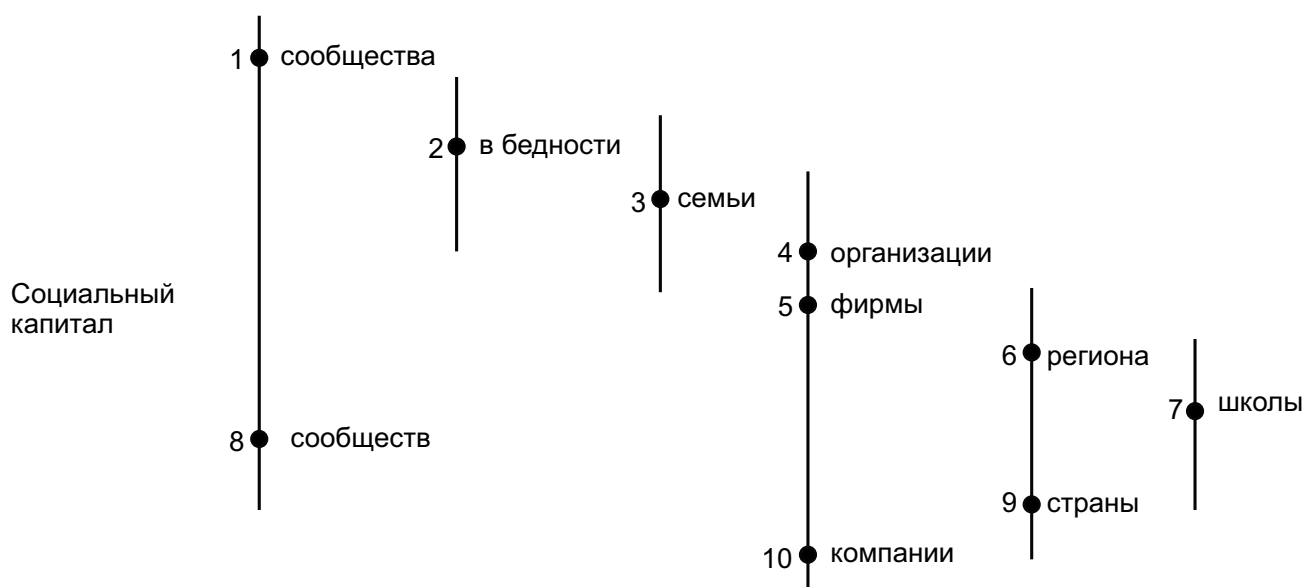 1 сообщества
2 в бедности
3 семьи
4 организации
Социальный
капитал
5 фирмы
6 региона
7 школы
8 сообществ
9 страны
10 компании